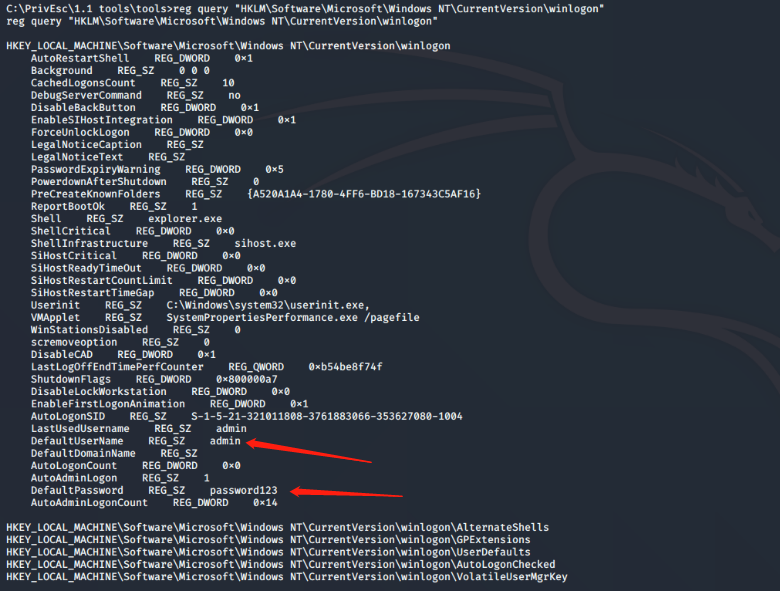 C:\PrivEsc\1.1 tools\tools>reg query "HKLM\Software\Microsoft\Windows NT\CurrentVersion\winlogon"
reg query "HKLM\Software\Microsoft\Windows NT\CurrentVersion\winlogon"
HKEY_LOCAL_MACHINE\Software\Microsoft\Windows NT\CurrentVersion\winlogon
AutoRestartShell REG_DWORD 0×1
Background REG_SZ 0 0 0
CachedLogonsCount REG_SZ 10
DebugServerCommand REG_SZ no
DisableBackButton REG_DWORD 0×1
EnableSIHostIntegration REG_DWORD 0×1
ForceUnlockLogon REG_DWORD 0×0
LegalNoticeCaption REG_SZ
LegalNoticeText REG_SZ
PasswordExpiryWarning REG_DWORD 0×5
PowerdownAfterShutdown REG_SZ 0
PreCreateKnownFolders REG_SZ {A520A1A4-1780-4FF6-BD18-167343C5AF16}
ReportBootOk REG_SZ 1
Shell REG_SZ explorer.exe
ShellCritical REG_DWORD 0×0
ShellInfrastructure REG_SZ sihost.exe
SiHostCritical REG_DWORD 0×0
SiHostReadyTimeOut REG_DWORD 0×0
SiHostRestartCountLimit REG_DWORD 0×0
SiHostRestartTimeGap REG_DWORD 0×0
Userinit REG_SZ C:\Windows\system32\userinit.exe,
VMApplet REG_SZ SystemPropertiesPerformance.exe /pagefile
WinStationsDisabled REG_SZ 0
scremoveoption REG_SZ 0
DisableCAD REG_DWORD 0×1
LastLogOffEndTimePerfCounter REG_QWORD 0×b54be8f74f
ShutdownFlags REG_DWORD 0×800000a7
DisableLockWorkstation REG_DWORD 0×0
EnableFirstLogonAnimation REG_DWORD 0×1
AutoLogonSID REG_SZ S-1-5-21-321011808-3761883066-353627080-1004
LastUsedUsername REG_SZ admin
DefaultUserName REG_SZ admin
DefaultDomainName REG_SZ
AutoLogonCount REG_DWORD 0×0
AutoAdminLogon REG_SZ 1
DefaultPassword REG_SZ password123
AutoAdminLogonCount REG_DWORD 0×14
HKEY_LOCAL_MACHINE\Software\Microsoft\Windows NT\CurrentVersion\winlogon\AlternateShells
HKEY_LOCAL_MACHINE\Software\Microsoft\Windows NT\CurrentVersion\winlogon\GPExtensions
HKEY_LOCAL_MACHINE\Software\Microsoft\Windows NT\CurrentVersion\winlogon\UserDefaults
HKEY_LOCAL_MACHINE\Software\Microsoft\Windows NT\CurrentVersion\winlogon\AutoLogonChecked
HKEY_LOCAL_MACHINE\Software\Microsoft\Windows NT\CurrentVersion\winlogon\VolatileUserMgrKey